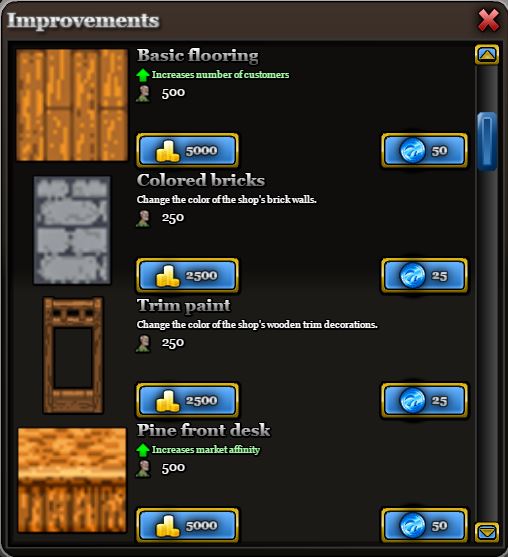 Improvements
Basic flooring
Increases number of customers
500
5000
50
Colored bricks
Change the color of the shop's brick walls.
250
2500
25
Trim paint
Change the color of the shop's wooden trim decorations.
250
2500
25
Pine front desk
Increases market affinity
500
5000
50